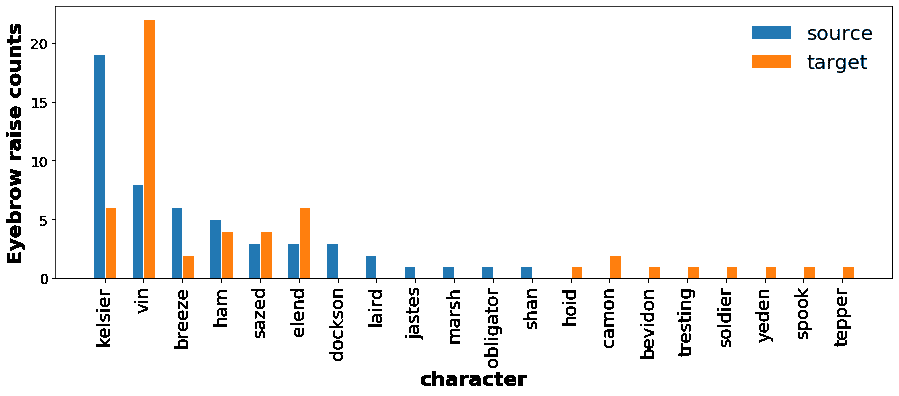 Eyebrow raise counts
20
15
10
5
0
source
target
kelsier
vin
breeze
ham
sazed
elend
dockson
laird
jastes
marsh
obligator
shan
hoid
camon
bevidon
tresting
soldier
yeden
spook
tepper
character